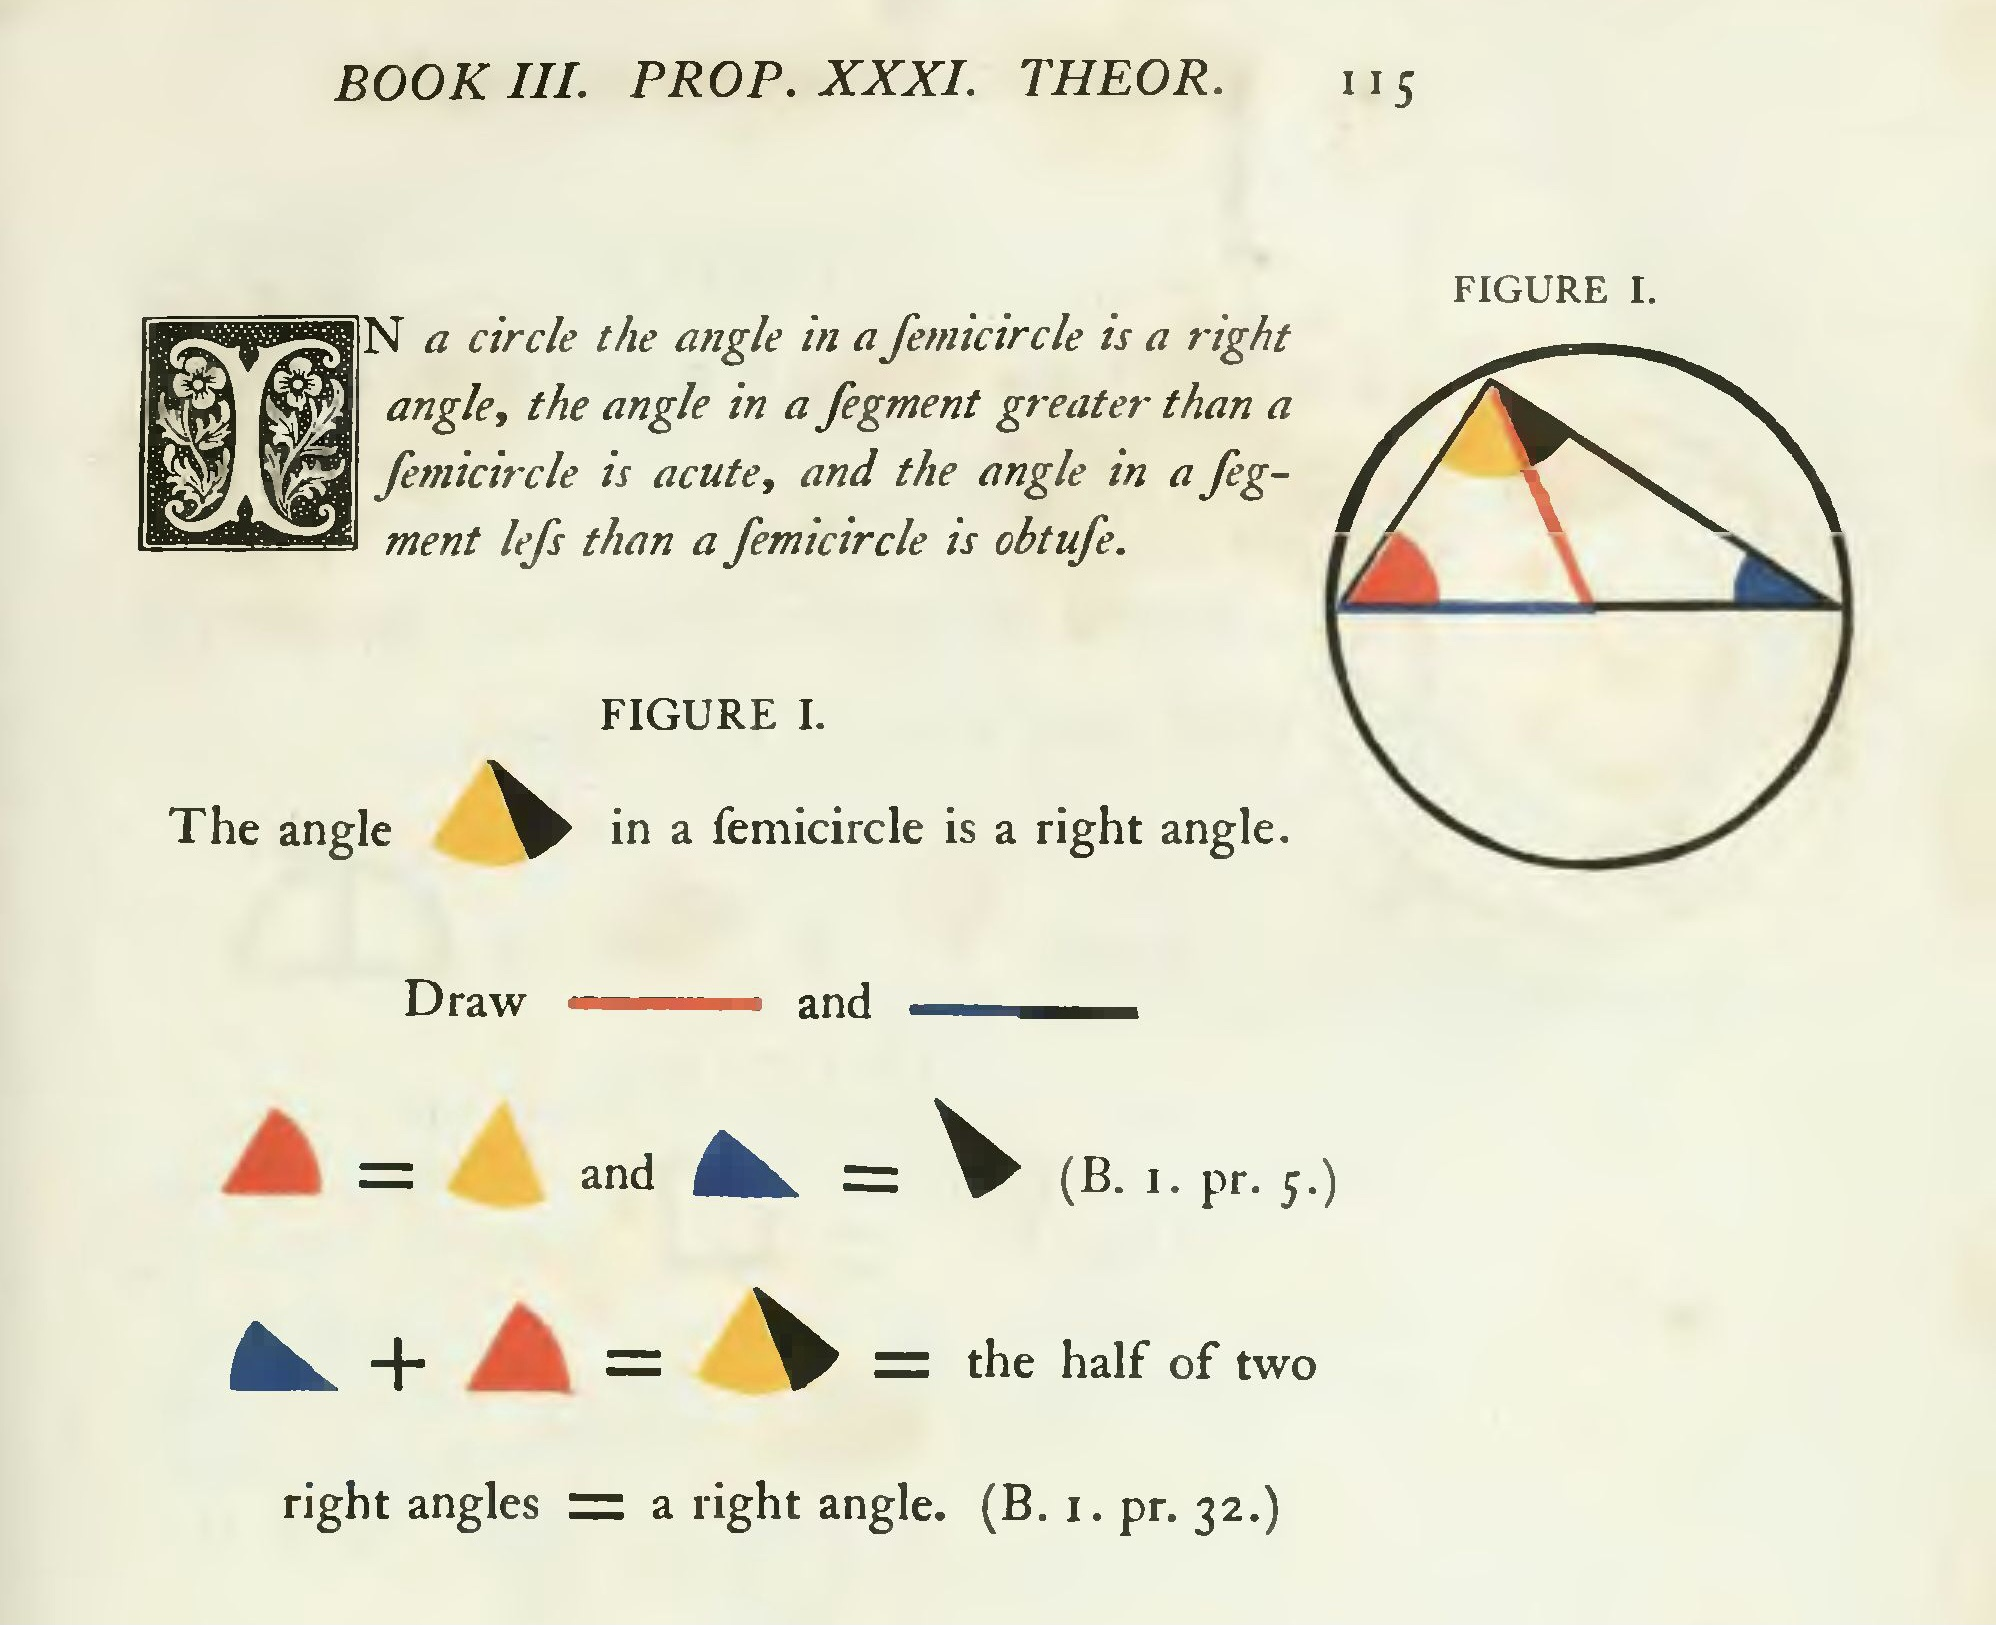 BOOK III. PROP. XXXI. THEOR. 115
FIGURE I.
IN a circle the angle in a ſemicircle is a right
angle, the angle in a ſegment greater than a
ſemicircle is acute, and the angle in a ſeg-
ment leſs than a ſemicircle is obtuſe.
FIGURE I.
The angle in a ſemicircle is a right angle.
Draw and
= and = (B. 1. pr. 5.)
+ = = the half of two
right angles = a right angle. (B. 1. pr. 32.)